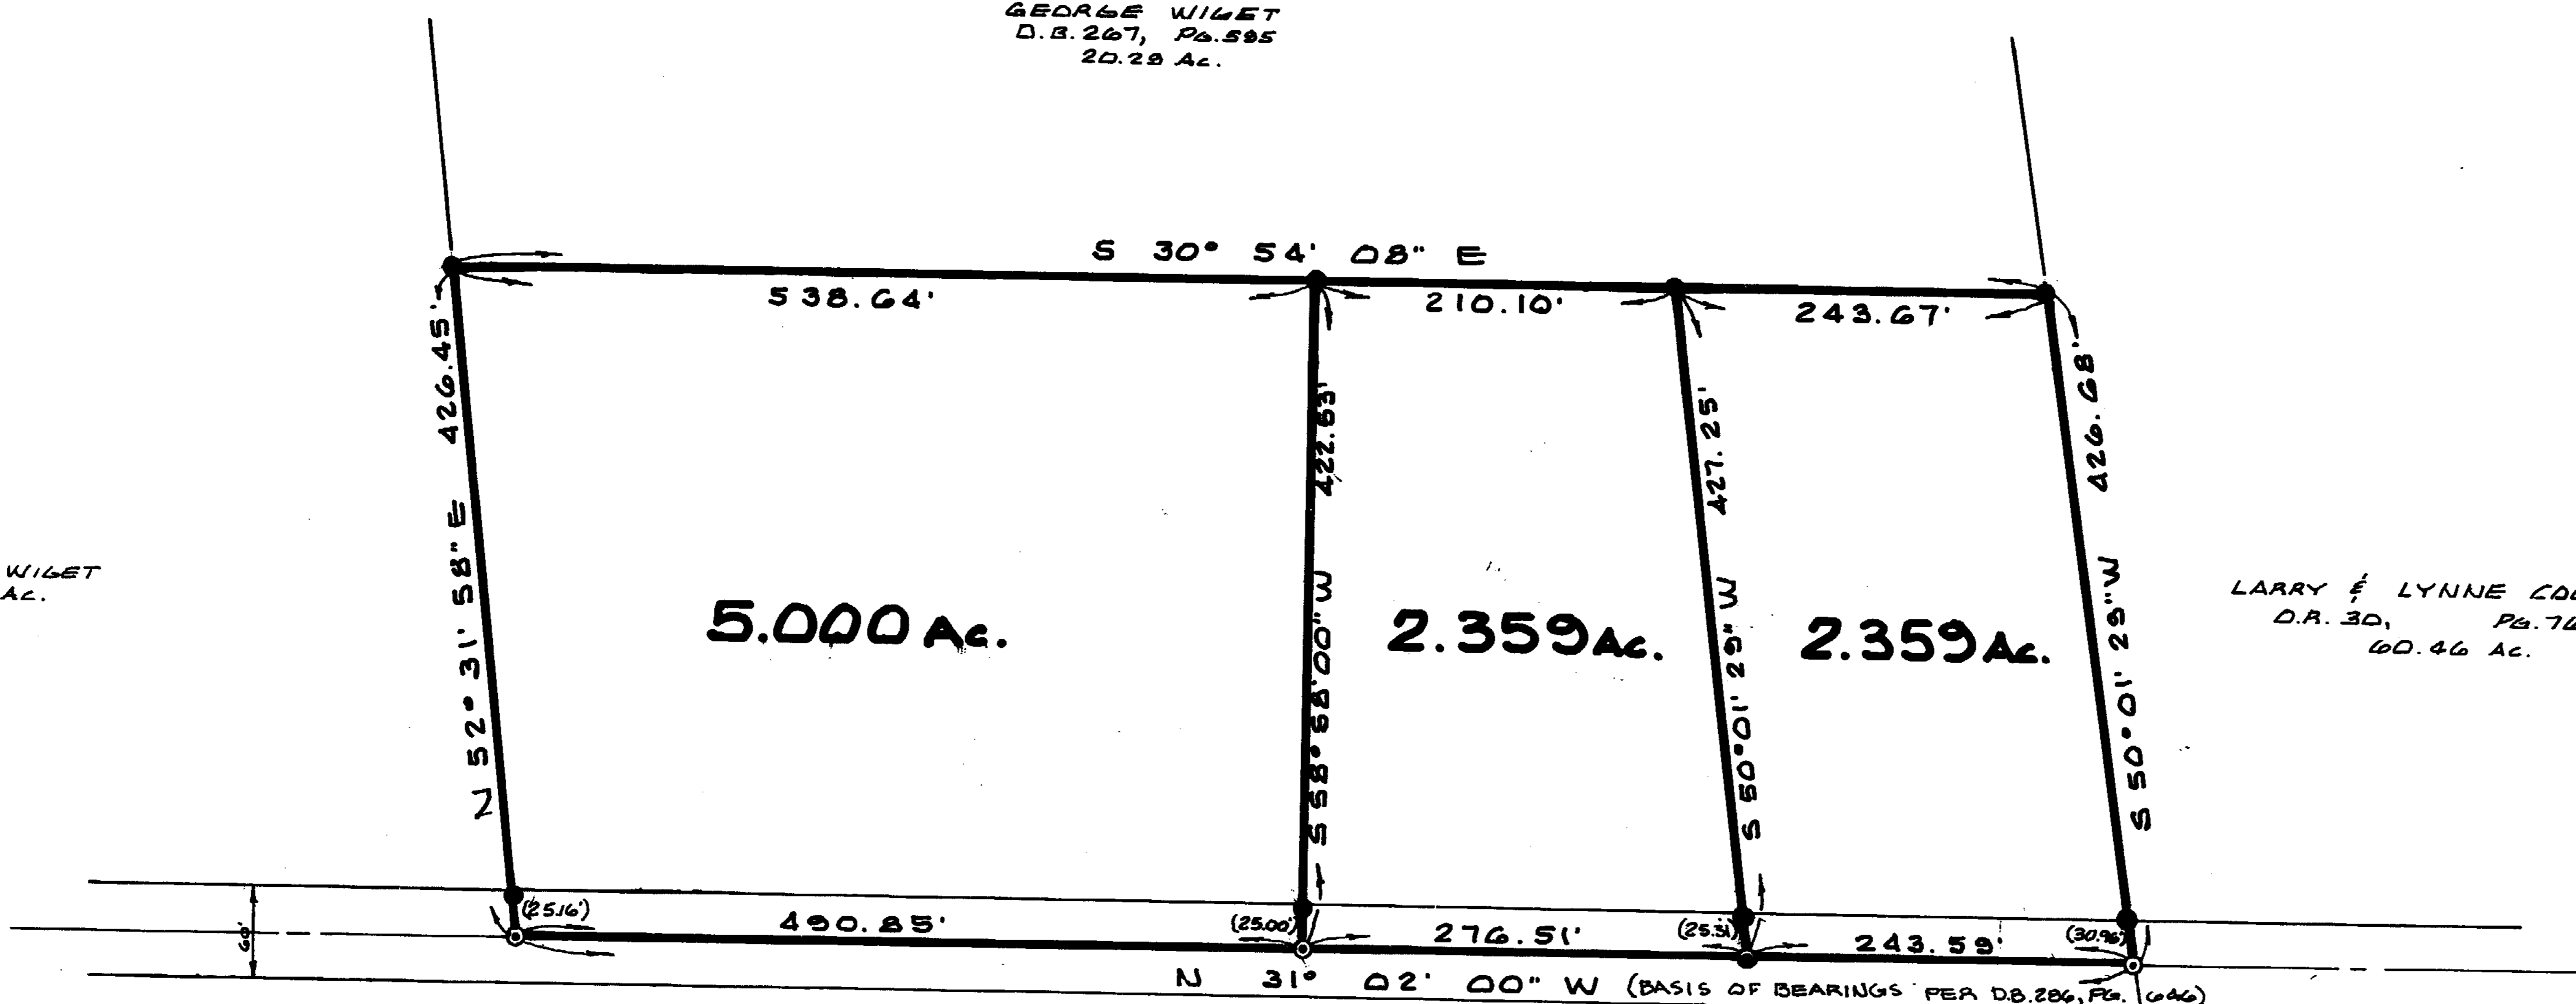 GEORGE WIGET
D.B. 267, PG. 595
20.29 AC.
S 30° 54' 08" E
538.64'
210.10'
243.67'
N 52° 31' 58" E 426.45'
S 58° 58' 00" W 422.63'
S 50° 01' 29" W 427.25'
S 50° 01' 29" W 426.68'
WIGET
AC.
5.000 Ac.
2.359 Ac.
2.359 Ac.
LARRY & LYNNE
D.R. 30, PG. 76
60.46 AC.
60'
(25.16')
490.85'
(25.00')
276.51'
(25.31')
243.59'
(30.96')
N 31° 02' 00" W (BASIS OF BEARINGS PER D.B. 286, PG. 646)